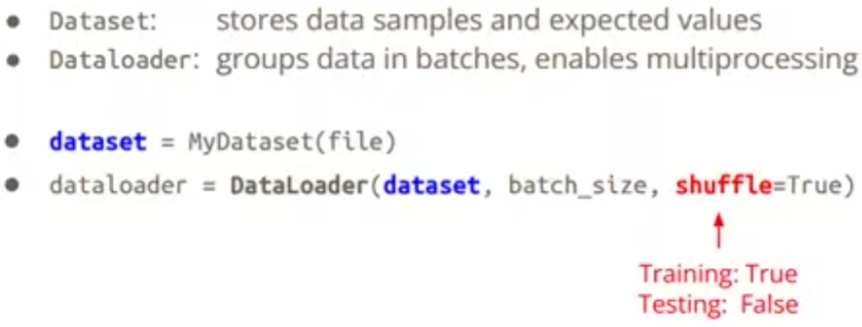 • Dataset: stores data samples and expected values
• Dataloader: groups data in batches, enables multiprocessing
• dataset = MyDataset(file)
• dataloader = DataLoader(dataset, batch_size, shuffle=True)
Training: True
Testing: False